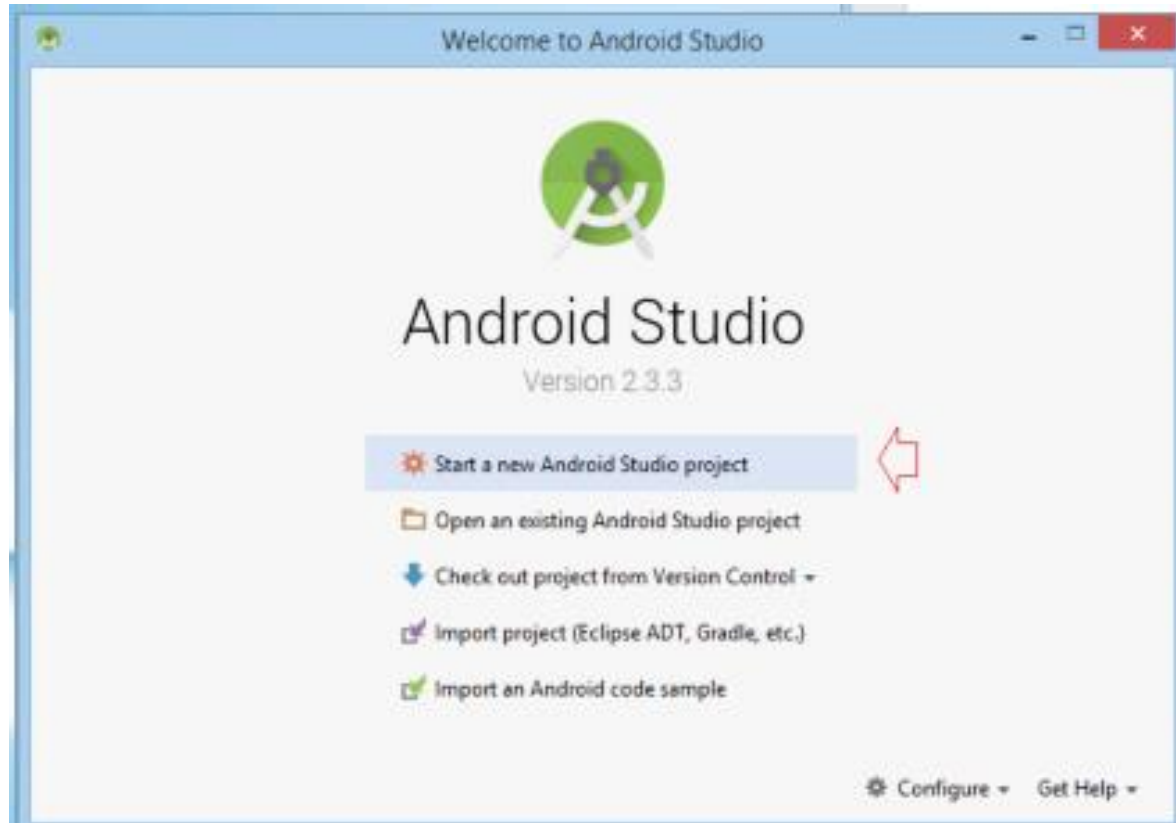 Welcome to Android Studio
Android Studio
Version 2.3.3
Start a new Android Studio project
Open an existing Android Studio project
Check out project from Version Control
Import project (Eclipse ADT, Gradle, etc.)
Import an Android code sample
Configure Get Help